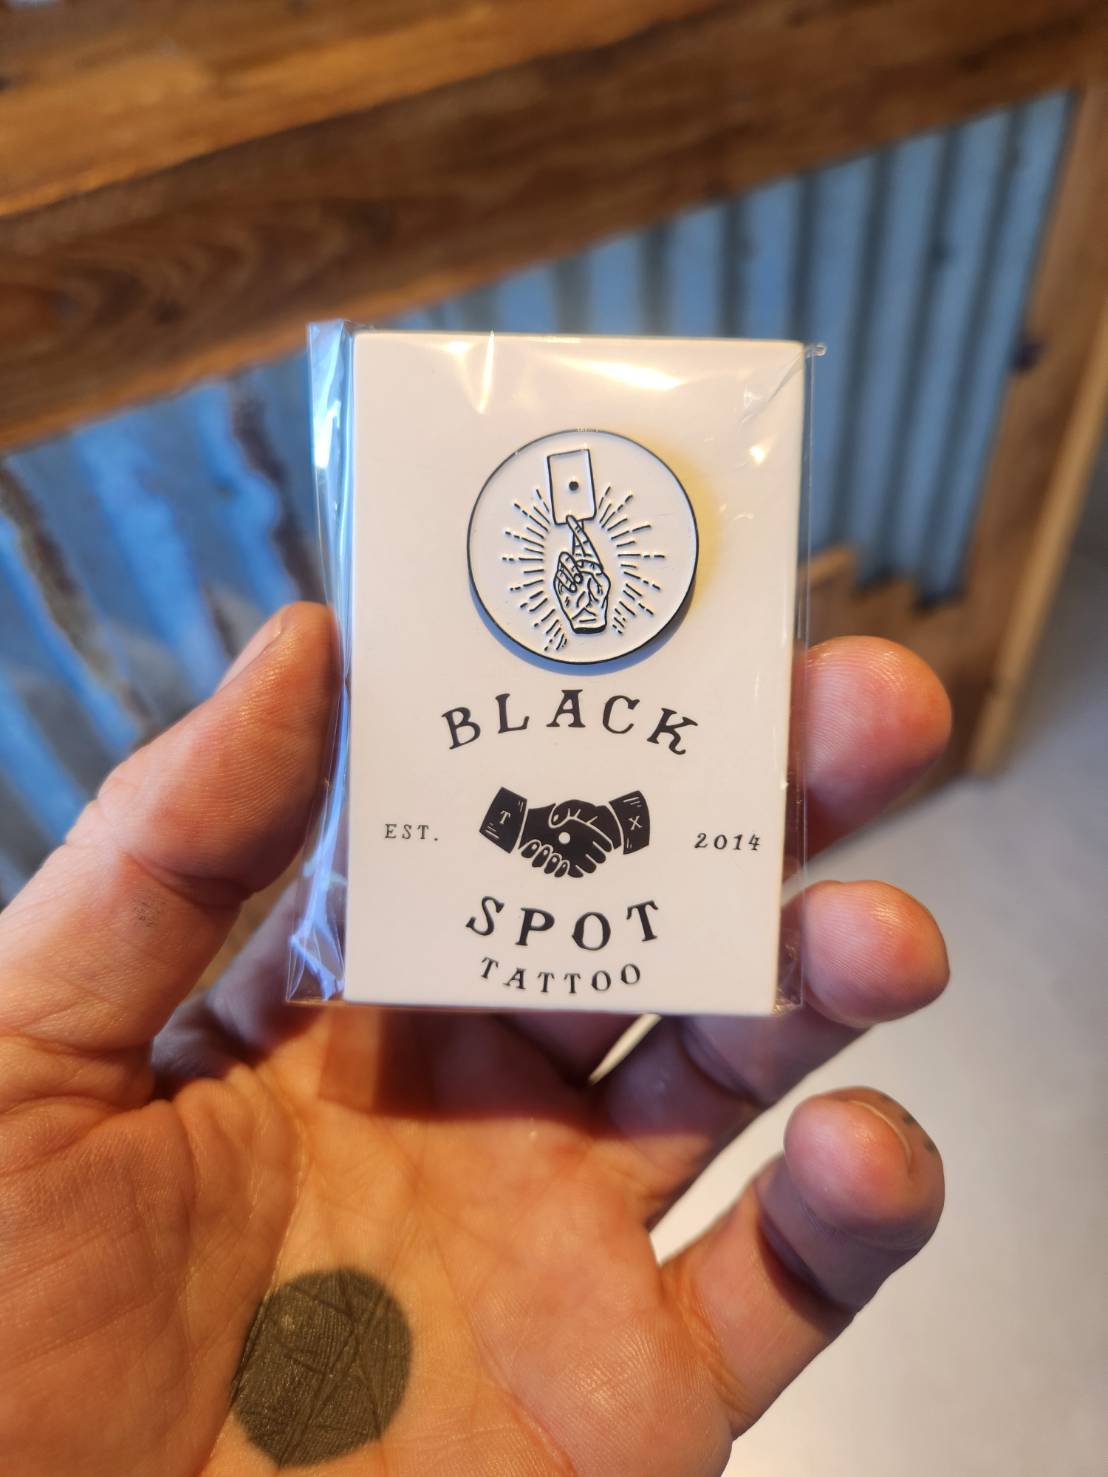 BLACK
T X
EST. 2014
SPOT
TATTOO